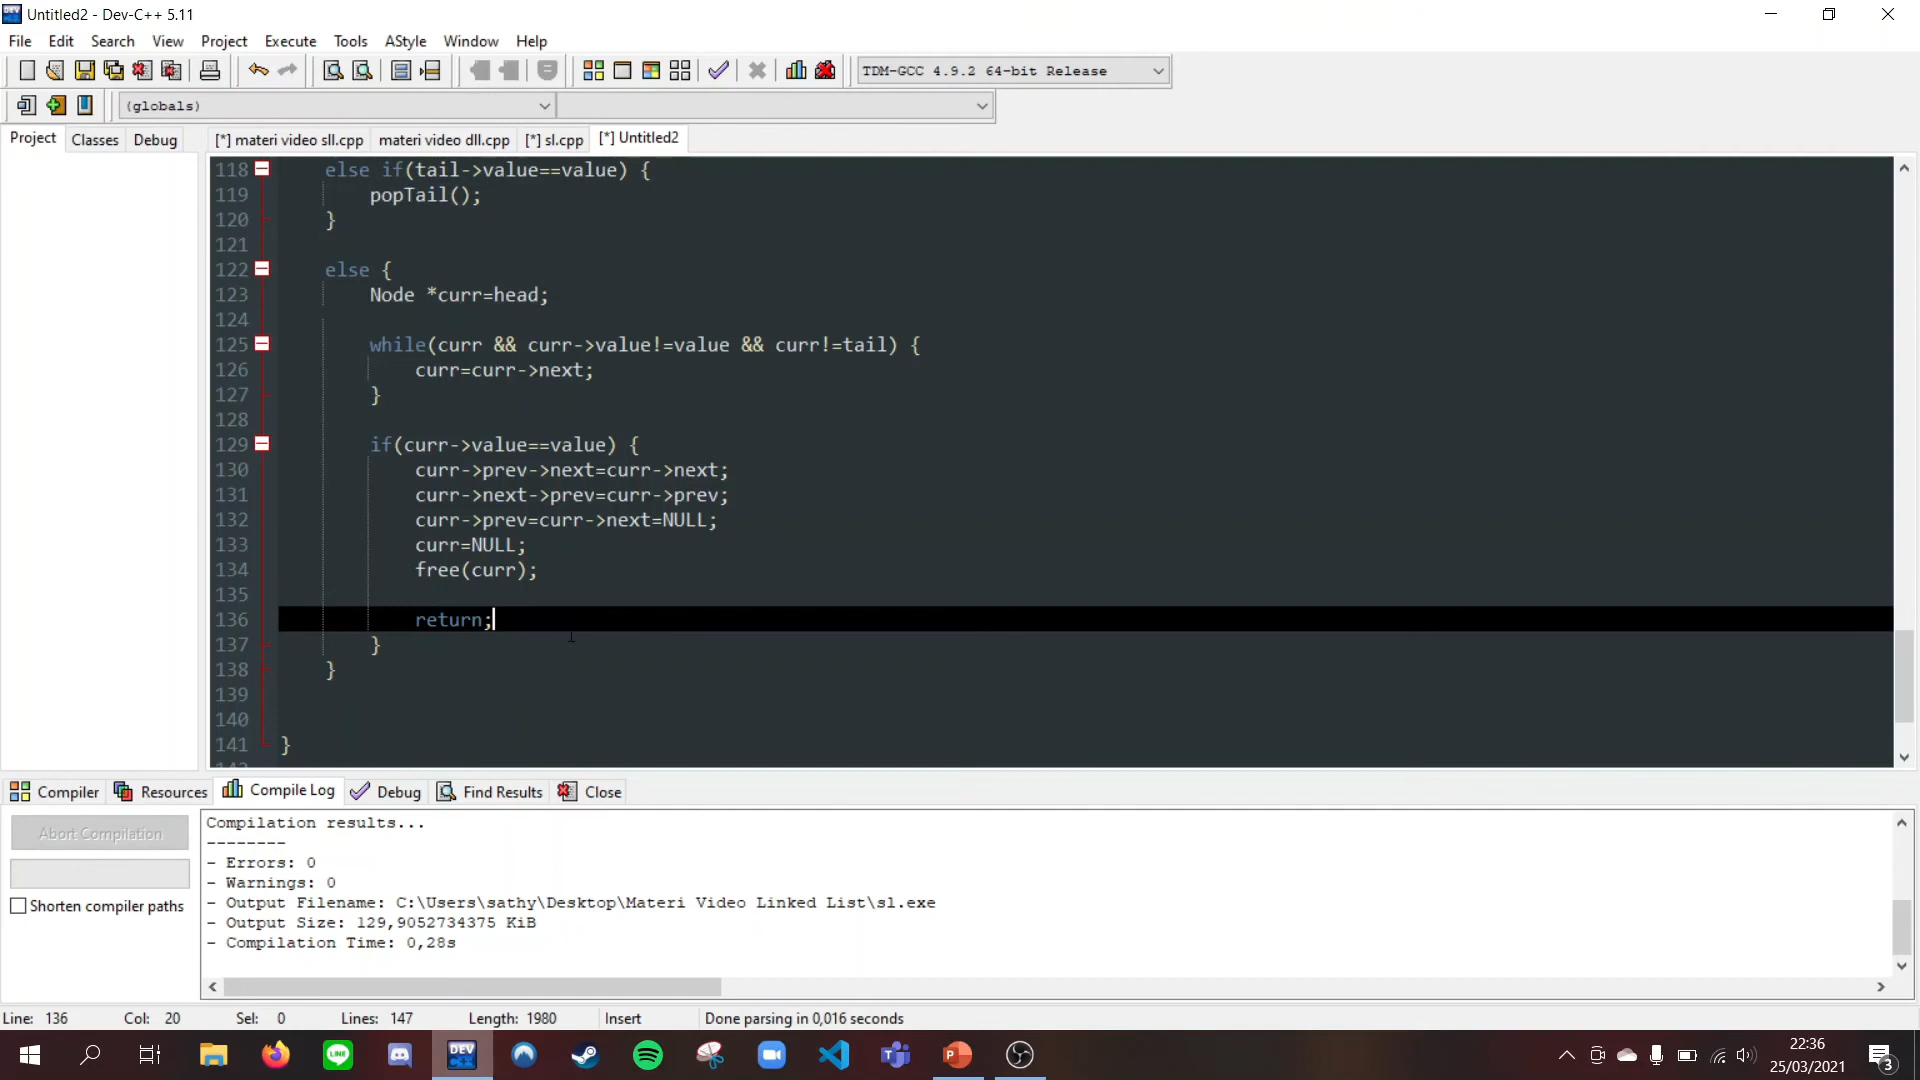 Untitled2 - Dev-C++ 5.11
File Edit Search View Project Execute Tools AStyle Window Help
TDM-GCC 4.9.2 64-bit Release
(globals)
Project Classes Debug [*] materi video sll.cpp materi video dll.cpp [*] sl.cpp [*] Untitled2
118 else if(tail->value==value) {
119 popTail();
120 }
121
122 else {
123 Node *curr=head;
124
125 while(curr && curr->value!=value && curr!=tail) {
126 curr=curr->next;
127 }
128
129 if(curr->value==value) {
130 curr->prev->next=curr->next;
131 curr->next->prev=curr->prev;
132 curr->prev=curr->next=NULL;
133 curr=NULL;
134 free(curr);
135
136 return;
137 }
138 }
139
140
141 }
Compiler Resources Compile Log Debug Find Results Close
Abort Compilation
Shorten compiler paths
Compilation results...
--------
- Errors: 0
- Warnings: 0
- Output Filename: C:\Users\sathy\Desktop\Materi Video Linked List\sl.exe
- Output Size: 129,9052734375 KiB
- Compilation Time: 0,28s
Line: 136 Col: 20 Sel: 0 Lines: 147 Length: 1980 Insert Done parsing in 0,016 seconds
LINE
DEV
22:36
25/03/2021
3